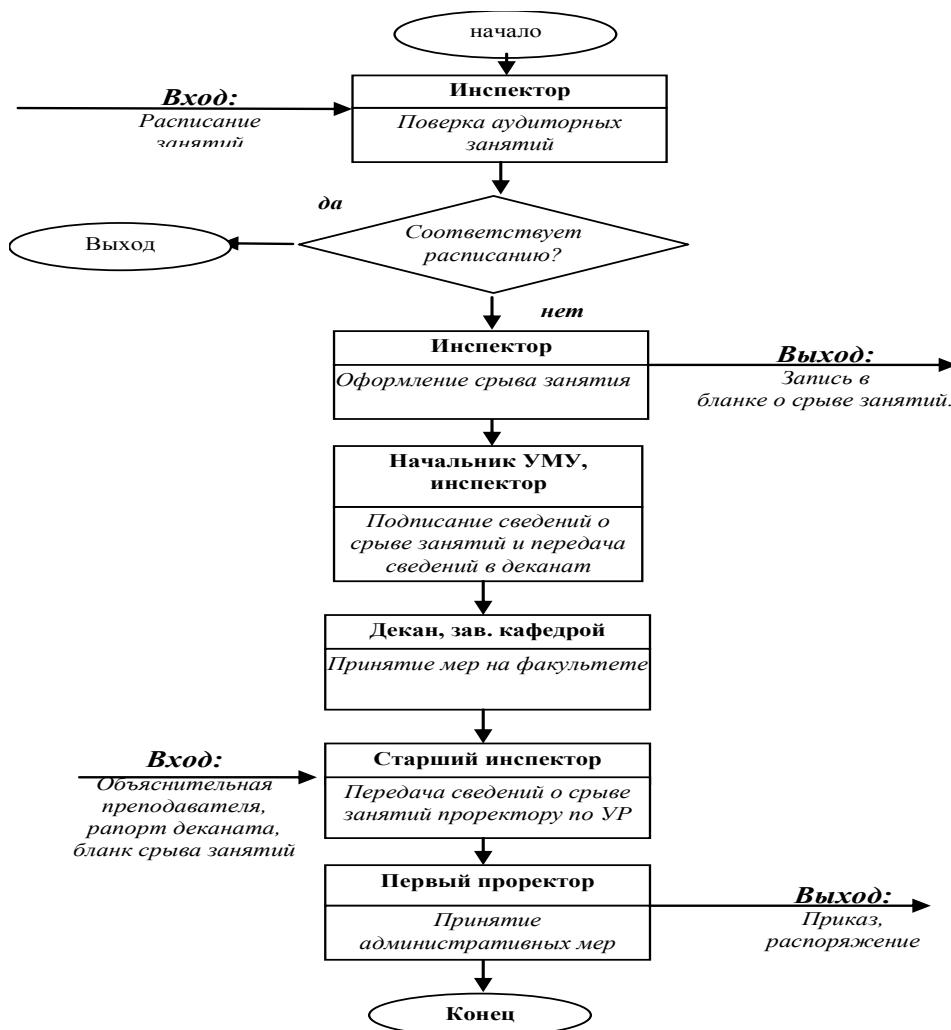 начало
Инспектор
Вход:
Расписание
занятий
Поверка аудиторных
занятий
да
Выход
Соответствует
расписанию?
нет
Инспектор
Оформление срыва занятия
Выход:
Запись в
бланке о срыве занятий.
Начальник УМУ,
инспектор
Подписание сведений о
срыве занятий и передача
сведений в деканат
Декан, зав. кафедрой
Принятие мер на факультете
Вход:
Объяснительная
преподавателя,
рапорт деканата,
бланк срыва занятий
Старший инспектор
Передача сведений о срыве
занятий проректору по УР
Первый проректор
Принятие
административных мер
Выход:
Приказ,
распоряжение
Конец